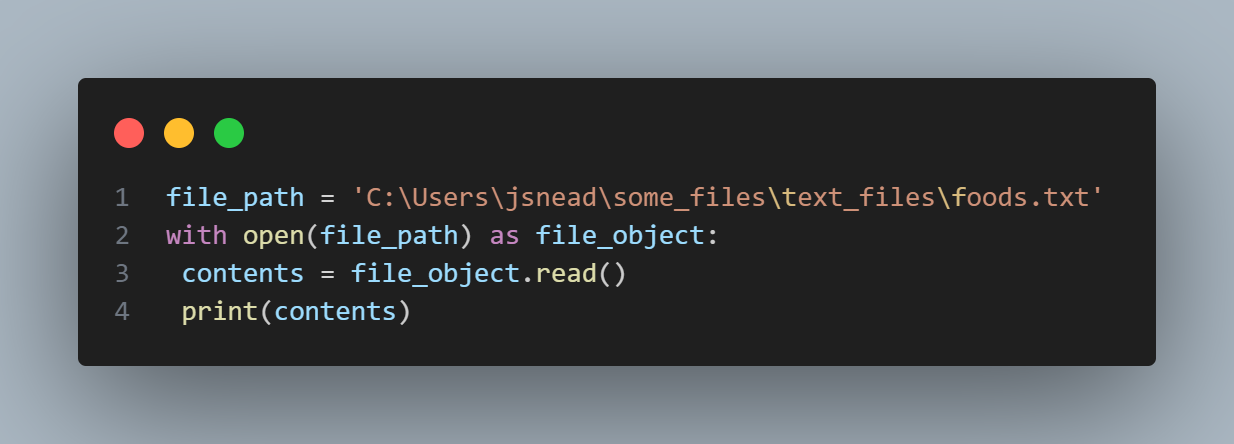 1 file_path = 'C:\Users\jsnead\some_files\text_files\foods.txt'
2 with open(file_path) as file_object:
3  contents = file_object.read()
4  print(contents)